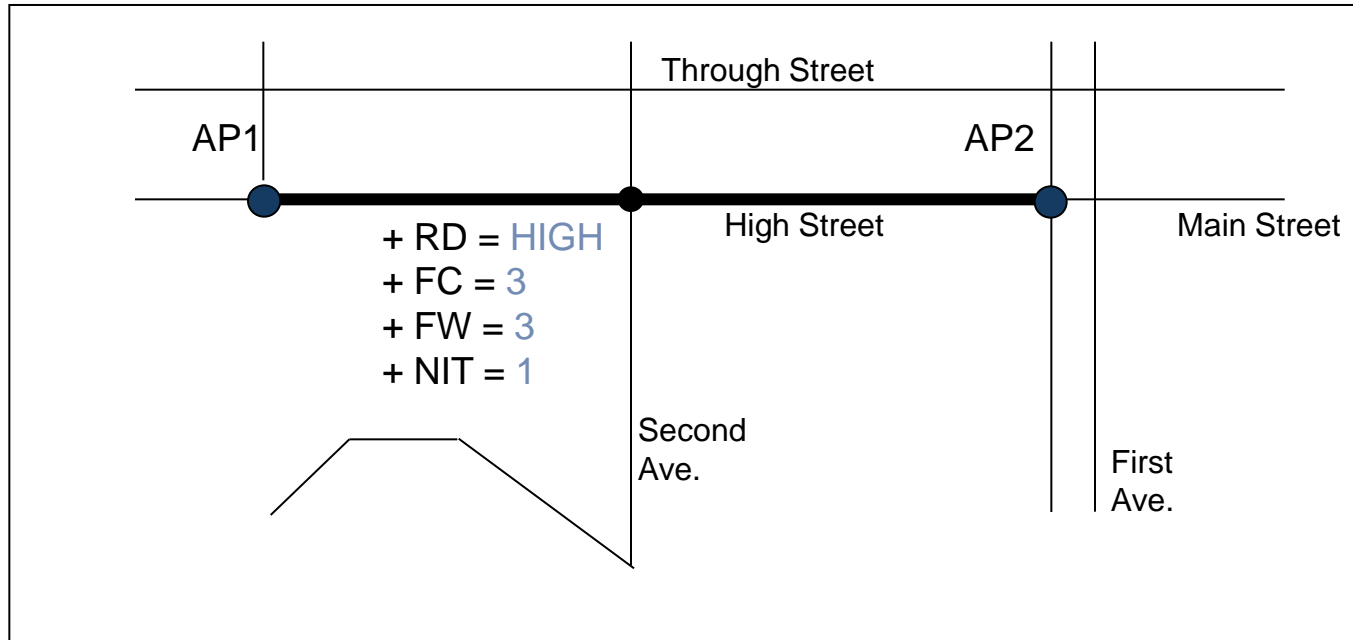 Through Street
AP1
AP2
High Street
Main Street
+ RD = HIGH
+ FC = 3
+ FW = 3
+ NIT = 1
Second
Ave.
First
Ave.